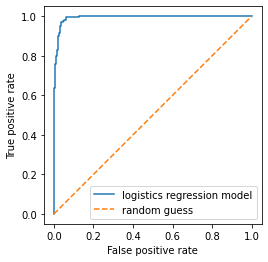 1.0
0.8
0.6
0.4
0.2
0.0
True positive rate
logistics regression model
random guess
0.0 0.2 0.4 0.6 0.8 1.0
False positive rate